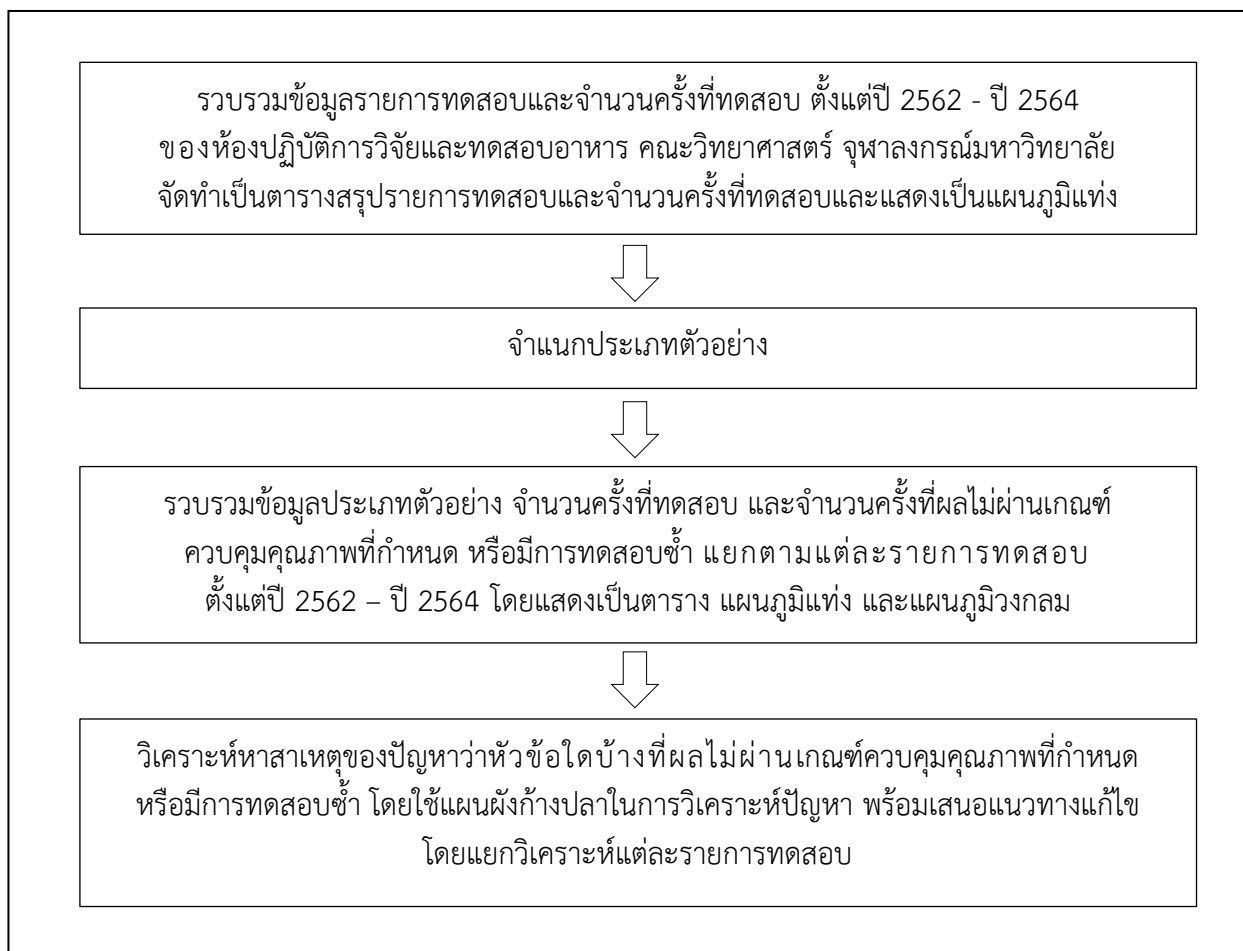 รวบรวมข้อมูลรายการทดสอบและจำนวนครั้งที่ทดสอบ ตั้งแต่ปี 2562 - ปี 2564
ของห้องปฏิบัติการวิจัยและทดสอบอาหาร คณะวิทยาศาสตร์ จุฬาลงกรณ์มหาวิทยาลัย
จัดทำเป็นตารางสรุปรายการทดสอบและจำนวนครั้งที่ทดสอบและแสดงเป็นแผนภูมิแท่ง
จำแนกประเภทตัวอย่าง
รวบรวมข้อมูลประเภทตัวอย่าง จำนวนครั้งที่ทดสอบ และจำนวนครั้งที่ผลไม่ผ่านเกณฑ์
ควบคุมคุณภาพที่กำหนด หรือมีการทดสอบซ้ำ แยกตามแต่ละรายการทดสอบ
ตั้งแต่ปี 2562 – ปี 2564 โดยแสดงเป็นตาราง แผนภูมิแท่ง และแผนภูมิวงกลม
วิเคราะห์หาสาเหตุของปัญหาว่าหัวข้อใดบ้างที่ผลไม่ผ่านเกณฑ์ควบคุมคุณภาพที่กำหนด
หรือมีการทดสอบซ้ำ โดยใช้แผนผังก้างปลาในการวิเคราะห์ปัญหา พร้อมเสนอแนวทางแก้ไข
โดยแยกวิเคราะห์แต่ละรายการทดสอบ